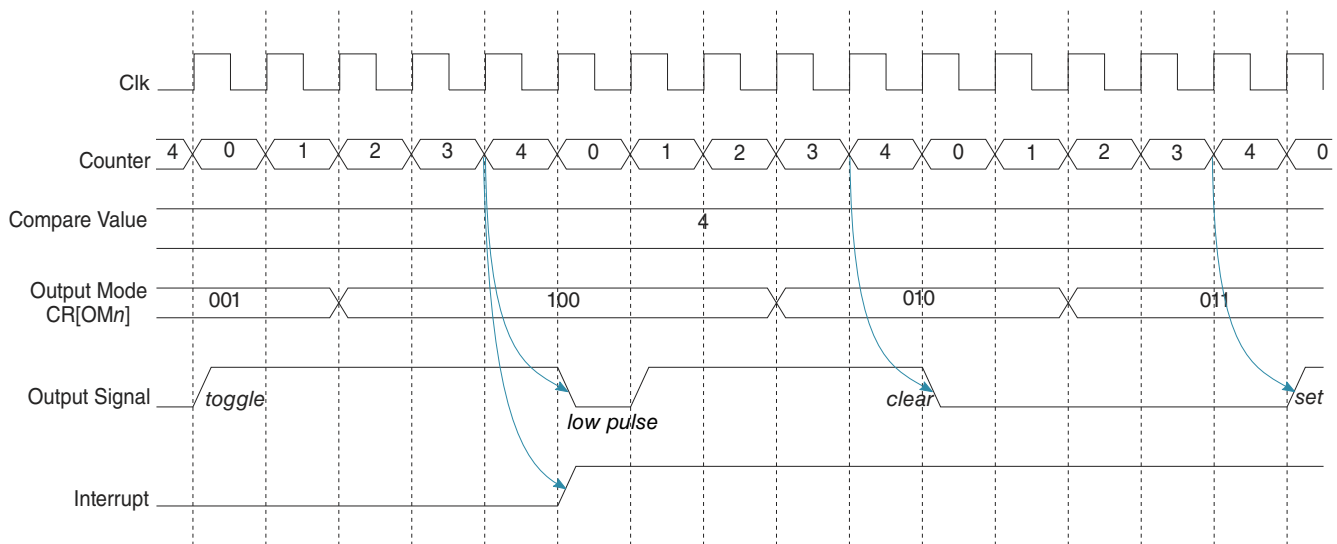 Clk
Counter 4 0 1 2 3 4 0 1 2 3 4 0 1 2 3 4 0
Compare Value 4
Output Mode
CR[OMn] 001 100 010 011
Output Signal toggle low pulse clear set
Interrupt